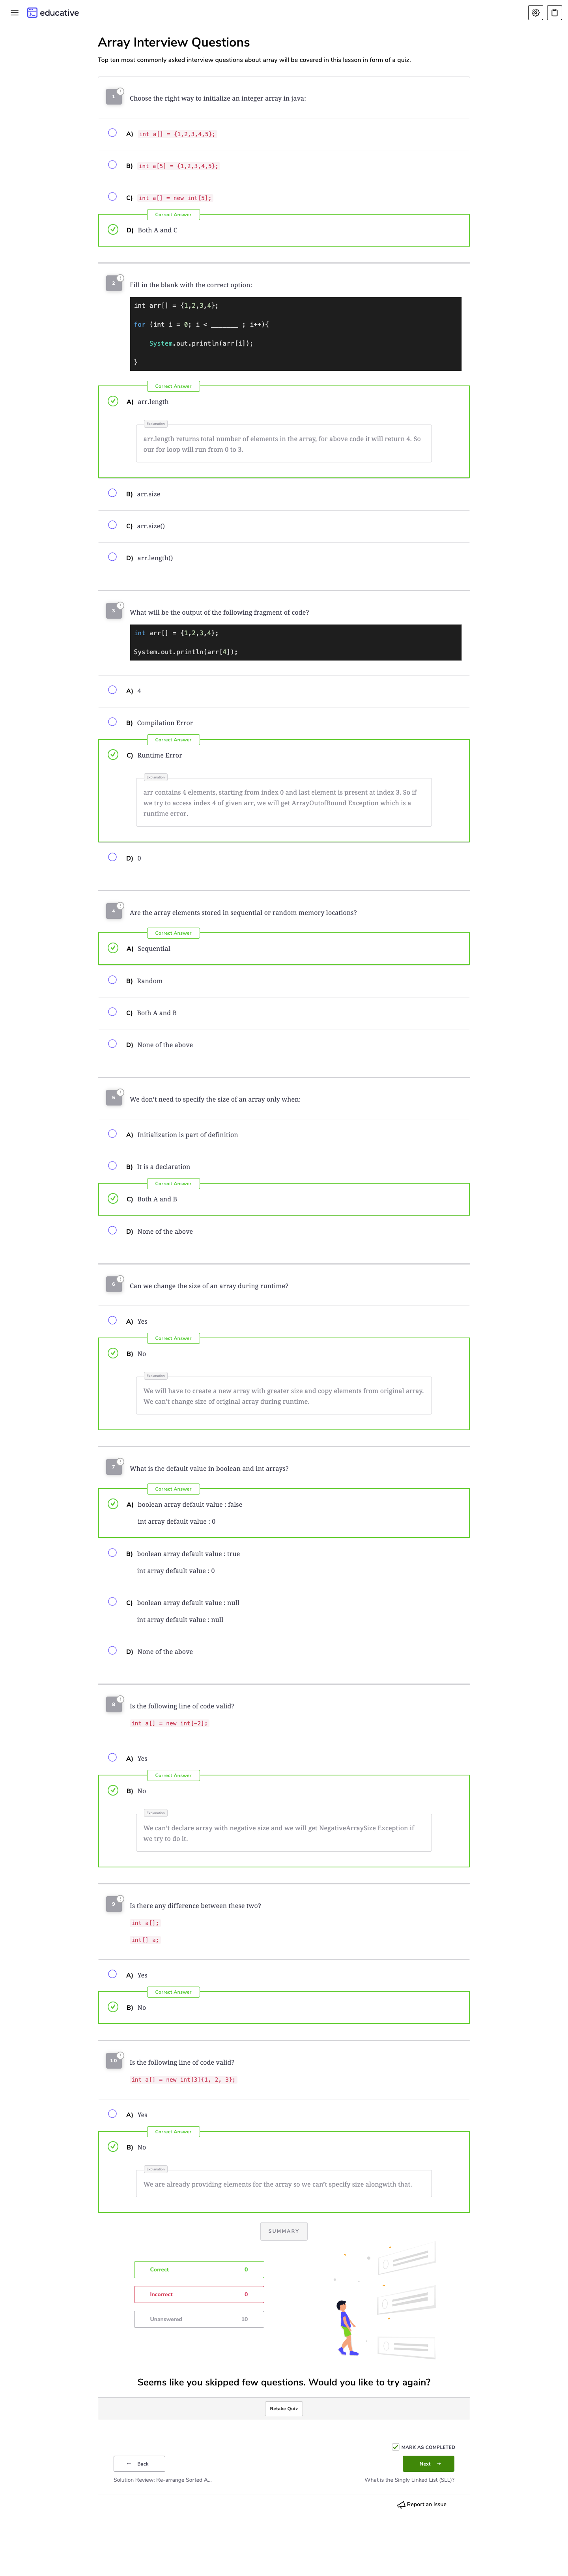 educative
Array Interview Questions
Top ten most commonly asked interview questions about array will be covered in this lesson in form of a quiz.
1
Choose the right way to initialize an integer array in java:
A) int a[] = {1,2,3,4,5};
B) int a[5] = {1,2,3,4,5};
C) int a[] = new int[5];
Correct Answer
D) Both A and C
2
Fill in the blank with the correct option:
int arr[] = {1,2,3,4};
for (int i = 0; i < _______ ; i++){
System.out.println(arr[i]);
}
Correct Answer
A) arr.length
Explanation
arr.length returns total number of elements in the array, for above code it will return 4. So
our for loop will run from 0 to 3.
B) arr.size
C) arr.size()
D) arr.length()
3
What will be the output of the following fragment of code?
int arr[] = {1,2,3,4};
System.out.println(arr[4]);
A) 4
B) Compilation Error
Correct Answer
C) Runtime Error
Explanation
arr contains 4 elements, starting from index 0 and last element is present at index 3. So if
we try to access index 4 of given arr, we will get ArrayOutofBound Exception which is a
runtime error.
D) 0
4
Are the array elements stored in sequential or random memory locations?
Correct Answer
A) Sequential
B) Random
C) Both A and B
D) None of the above
5
We don't need to specify the size of an array only when:
A) Initialization is part of definition
B) It is a declaration
Correct Answer
C) Both A and B
D) None of the above
6
Can we change the size of an array during runtime?
A) Yes
Correct Answer
B) No
Explanation
We will have to create a new array with greater size and copy elements from original array.
We can't change size of original array during runtime.
7
What is the default value in boolean and int arrays?
Correct Answer
A) boolean array default value : false
int array default value : 0
B) boolean array default value : true
int array default value : 0
C) boolean array default value : null
int array default value : null
D) None of the above
8
Is the following line of code valid?
int a[] = new int[-2];
A) Yes
Correct Answer
B) No
Explanation
We can't declare array with negative size and we will get NegativeArraySize Exception if
we try to do it.
9
Is there any difference between these two?
int a[];
int[] a;
A) Yes
Correct Answer
B) No
10
Is the following line of code valid?
int a[] = new int[3]{1, 2, 3};
A) Yes
Correct Answer
B) No
Explanation
We are already providing elements for the array so we can't specify size alongwith that.
SUMMARY
Correct 0
Incorrect 0
Unanswered 10
Seems like you skipped few questions. Would you like to try again?
Retake Quiz
MARK AS COMPLETED
← Back
Next →
Solution Review: Re-arrange Sorted A...
What is the Singly Linked List (SLL)?
Report an Issue